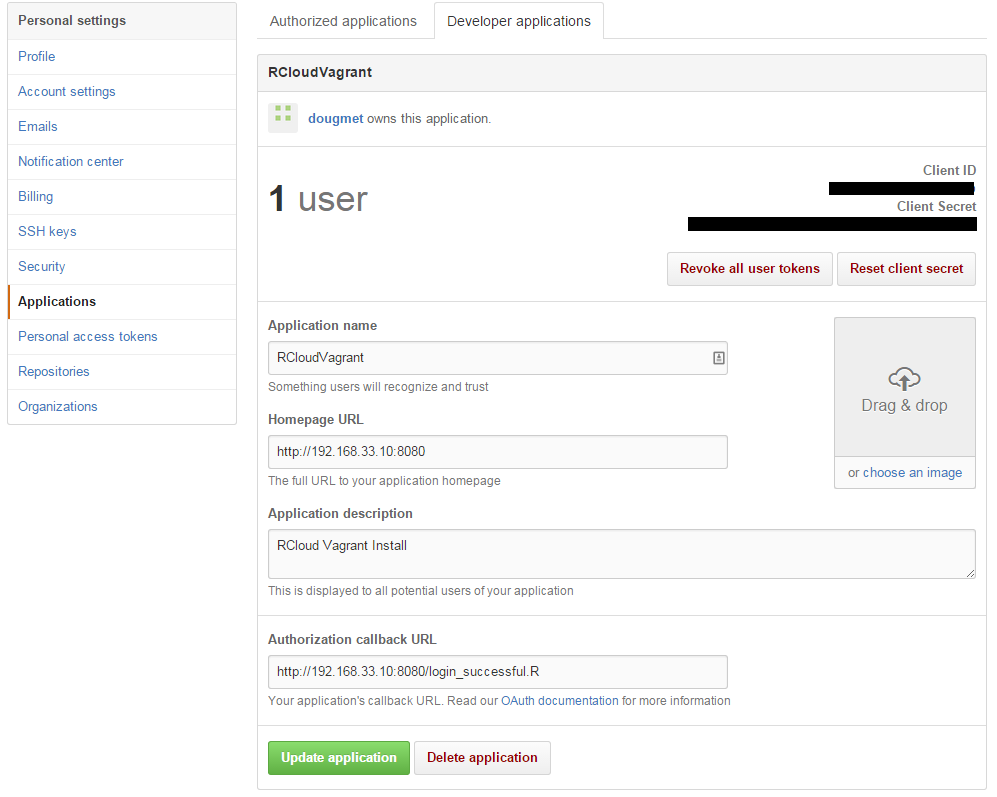 Personal settings
Profile
Account settings
Emails
Notification center
Billing
SSH keys
Security
Applications
Personal access tokens
Repositories
Organizations
Authorized applications
Developer applications
RCloudVagrant
dougmet owns this application.
1 user
Client ID
Client Secret
Revoke all user tokens
Reset client secret
Application name
RCloudVagrant
Something users will recognize and trust
Homepage URL
http://192.168.33.10:8080
The full URL to your application homepage
Drag & drop
or choose an image
Application description
RCloud Vagrant Install
This is displayed to all potential users of your application
Authorization callback URL
http://192.168.33.10:8080/login_successful.R
Your application's callback URL. Read our OAuth documentation for more information
Update application
Delete application